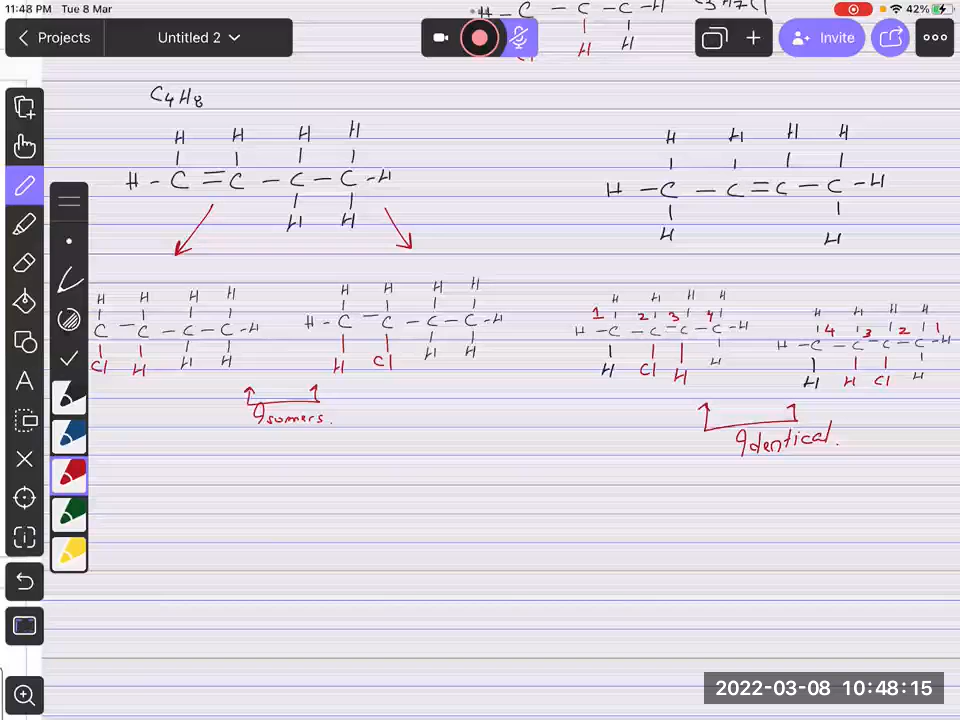 11:48 PM Tue 8 Mar
42%
Projects
Untitled 2
Invite
H - C C C - H C3H7Cl
H H
C4H8
H H H H
H - C = C - C - C - H
H H
H H H H
H - C - C = C - C - H
H H
H H H H
C - C - C - C - H
Cl H H H
H H H H
H - C - C - C - C - H
H Cl H H
Isomers.
H H H H
1 2 3 4
H - C - C - C - C - H
H Cl H H
H H H H
4 3 2 1
H - C - C - C - C - H
H H Cl H
Identical.
A
2022-03-08 10:48:15